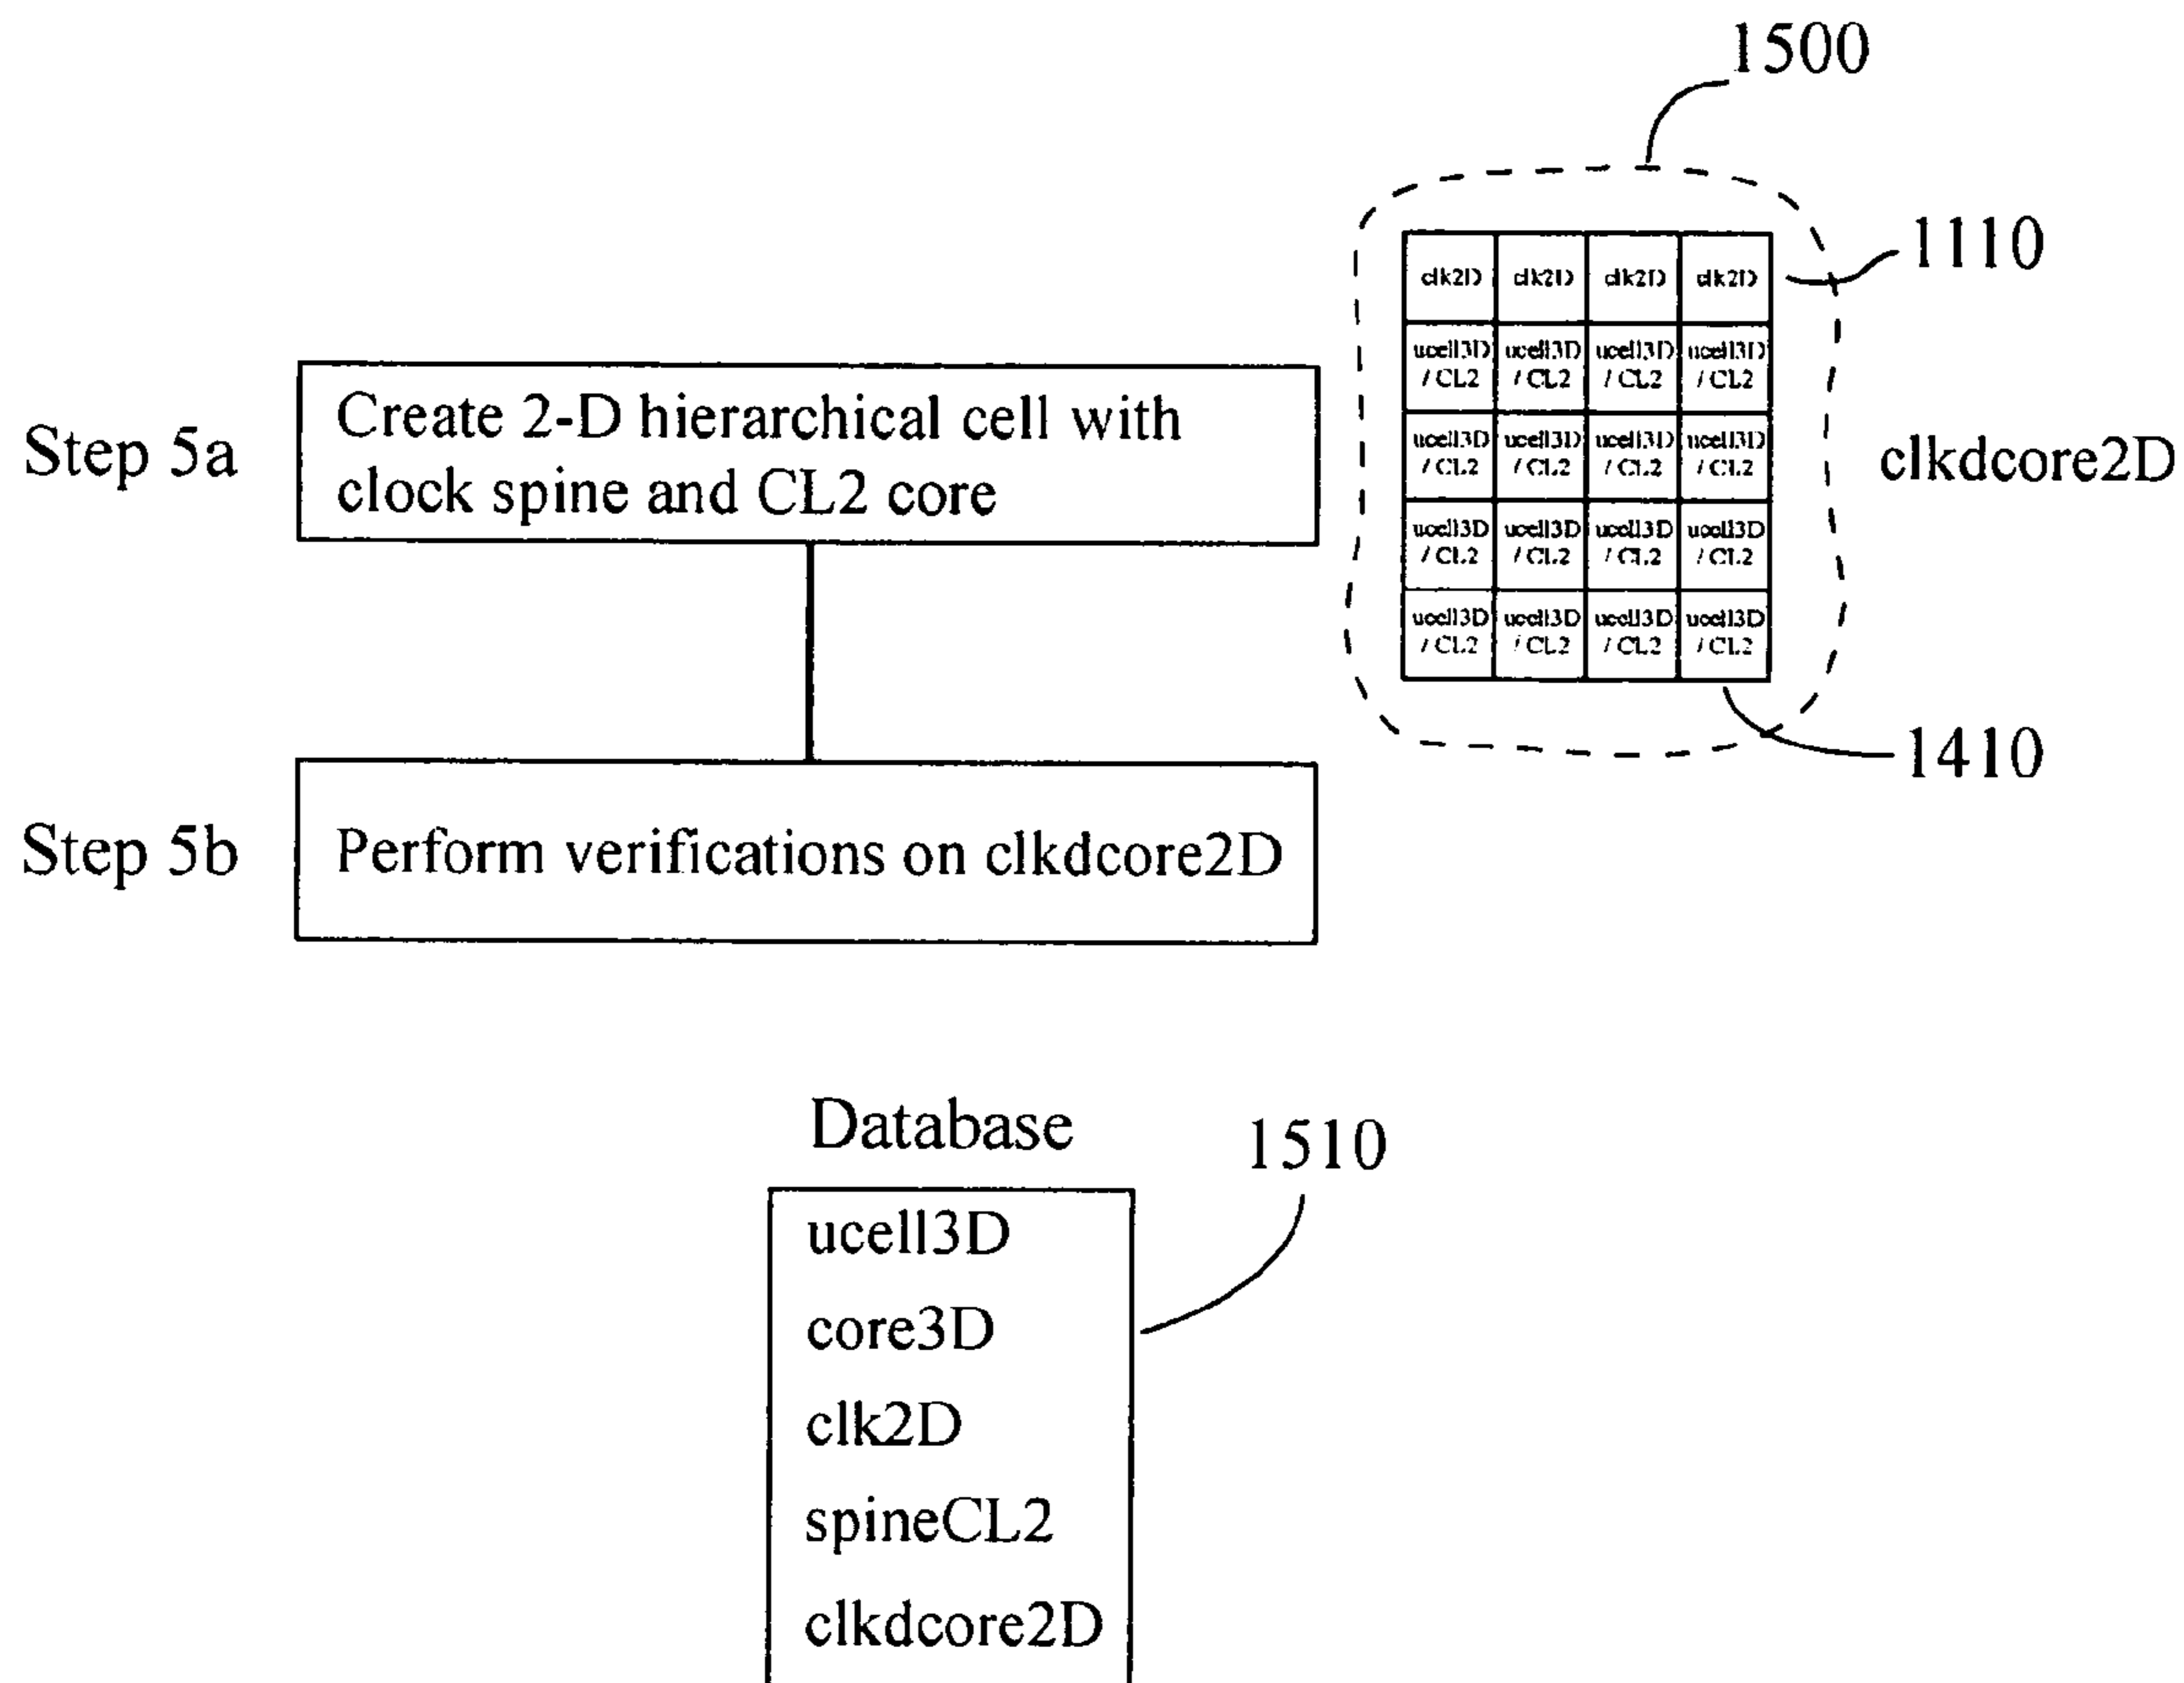 1500
1110
clk2D clk2D clk2D clk2D
ucell3D ucell3D ucell3D ucell3D
/ CL2 / CL2 / CL2 / CL2
ucell3D ucell3D ucell3D ucell3D
/ CL2 / CL2 / CL2 / CL2
ucell3D ucell3D ucell3D ucell3D
/ CL2 / CL2 / CL2 / CL2
ucell3D ucell3D ucell3D ucell3D
/ CL2 / CL2 / CL2 / CL2
clkdcore2D
1410
Step 5a
Create 2-D hierarchical cell with
clock spine and CL2 core
Step 5b
Perform verifications on clkdcore2D
Database
1510
ucell3D
core3D
clk2D
spineCL2
clkdcore2D